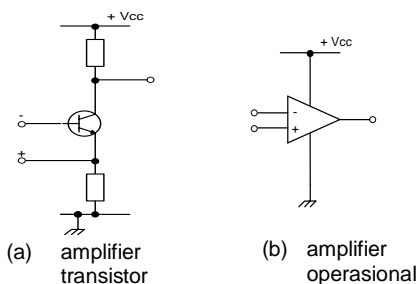 + Vcc
-
+
(a) amplifier
transistor
+ Vcc
-
+
(b) amplifier
operasional